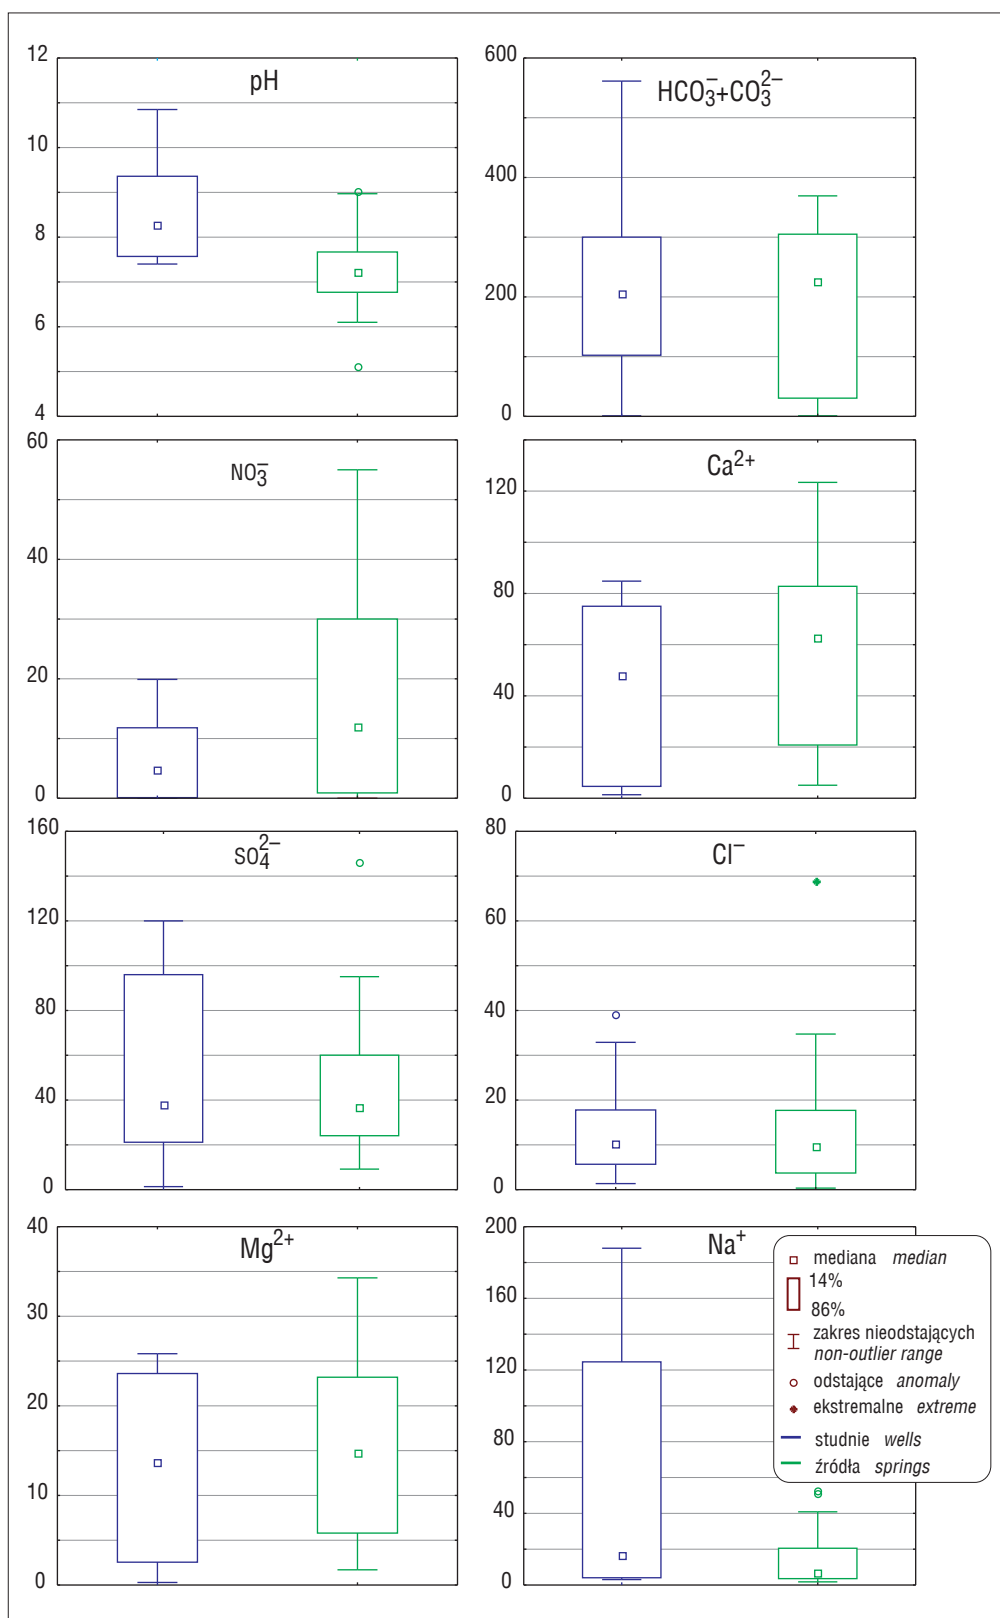 pH
12
10
8
6
4
HCO₃⁻+CO₃²⁻
600
400
200
0
NO₃⁻
60
40
20
0
Ca²⁺
120
80
40
0
SO₄²⁻
160
120
80
40
0
Cl⁻
80
60
40
20
0
Mg²⁺
40
30
20
10
0
Na⁺
200
160
120
80
40
0
mediana median
14%
86%
zakres nieodstających
non-outlier range
odstające anomaly
ekstremalne extreme
studnie wells
źródła springs